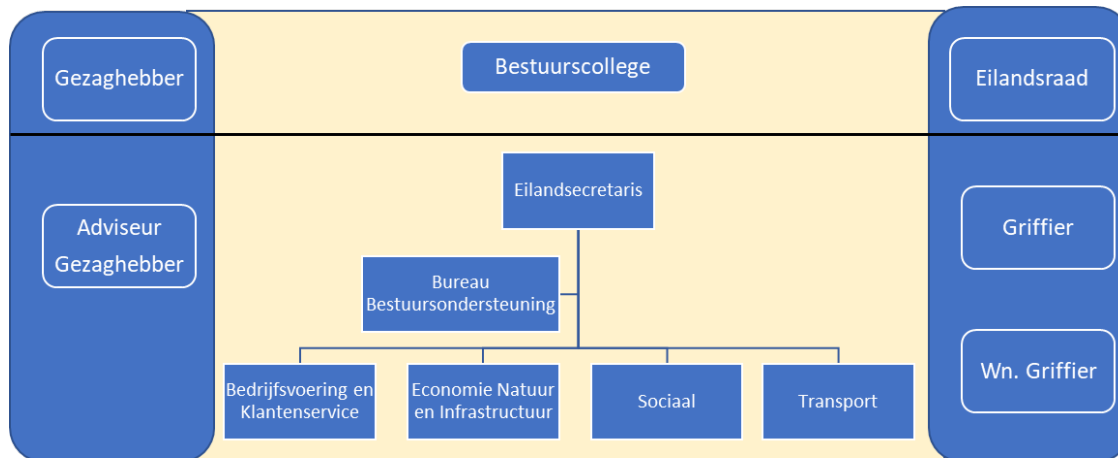 Gezaghebber
Bestuurscollege
Eilandsraad
Eilandsecretaris
Adviseur
Gezaghebber
Griffier
Bureau
Bestuursondersteuning
Bedrijfsvoering en
Klantenservice
Economie Natuur
en Infrastructuur
Sociaal
Transport
Wn. Griffier